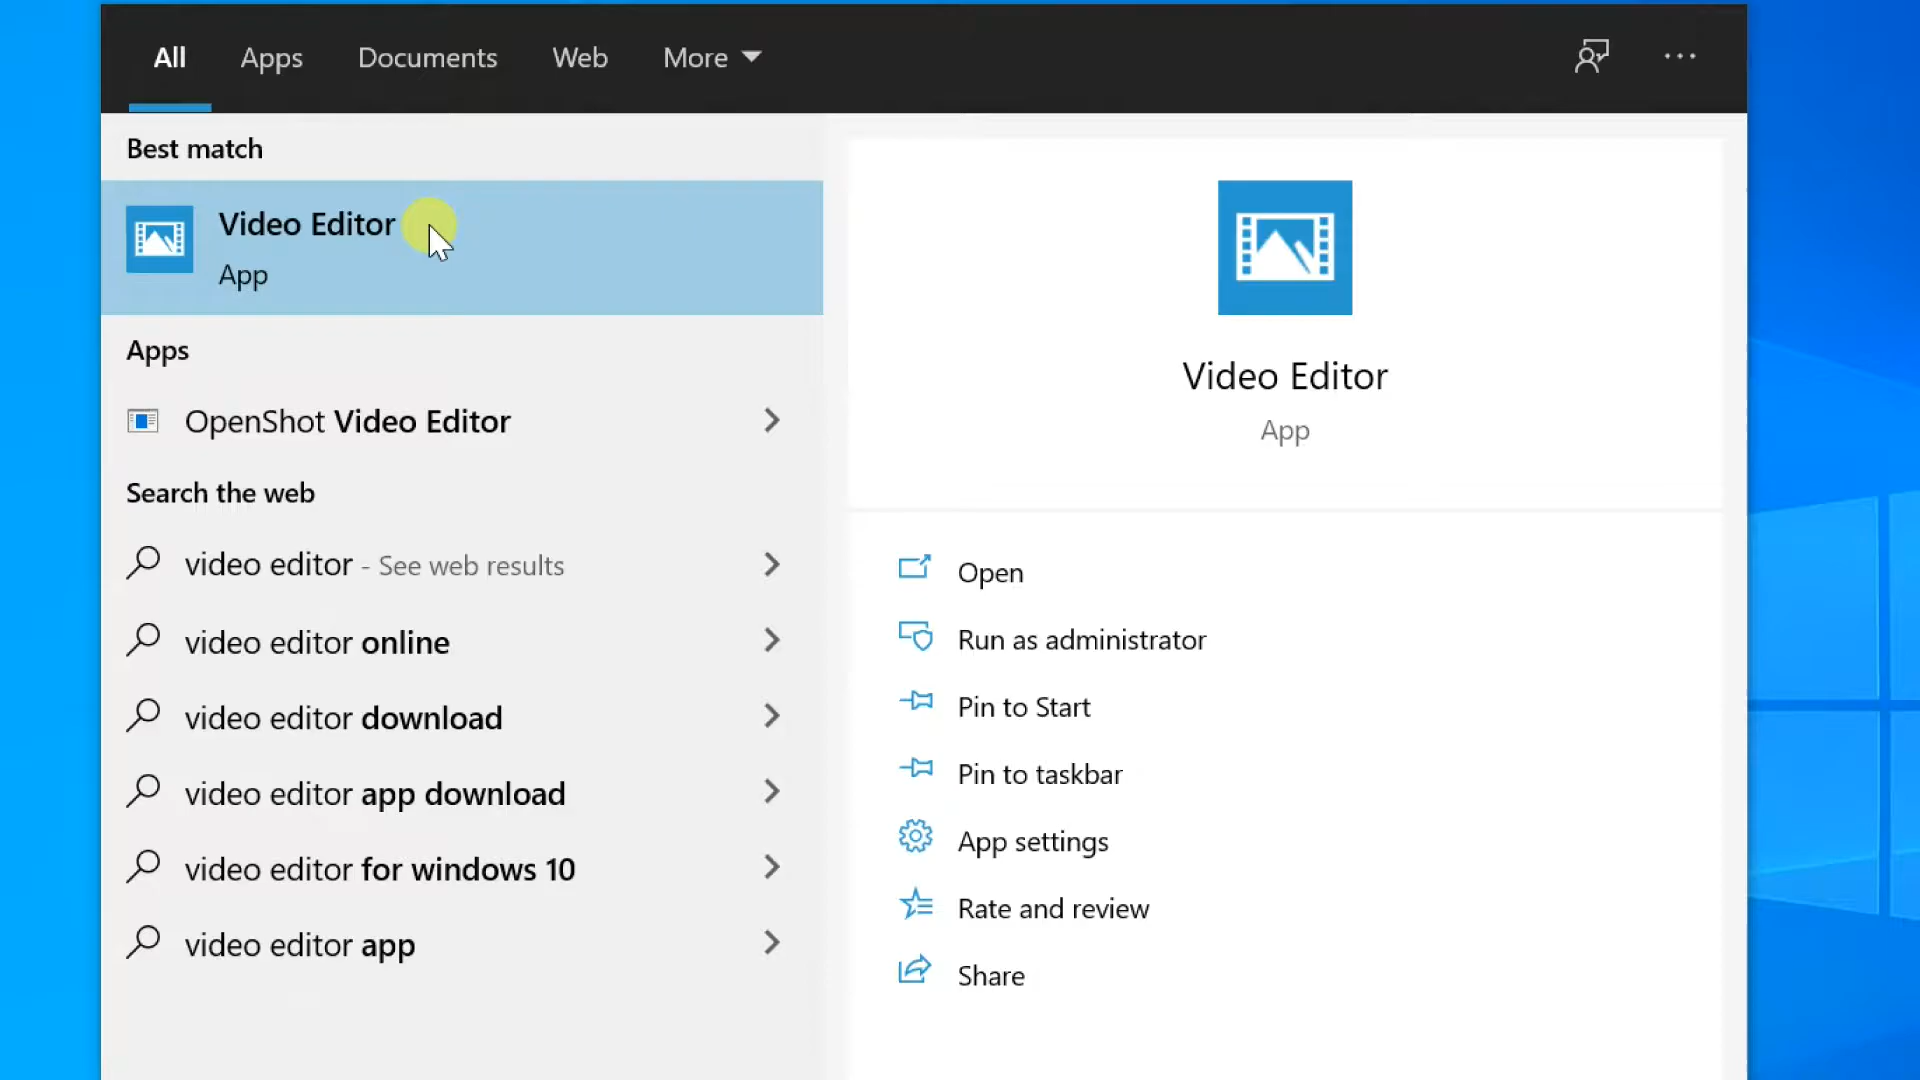 All Apps Documents Web More
Best match
Video Editor
App
Apps
OpenShot Video Editor
Search the web
video editor - See web results
video editor online
video editor download
video editor app download
video editor for windows 10
video editor app
Video Editor
App
Open
Run as administrator
Pin to Start
Pin to taskbar
App settings
Rate and review
Share